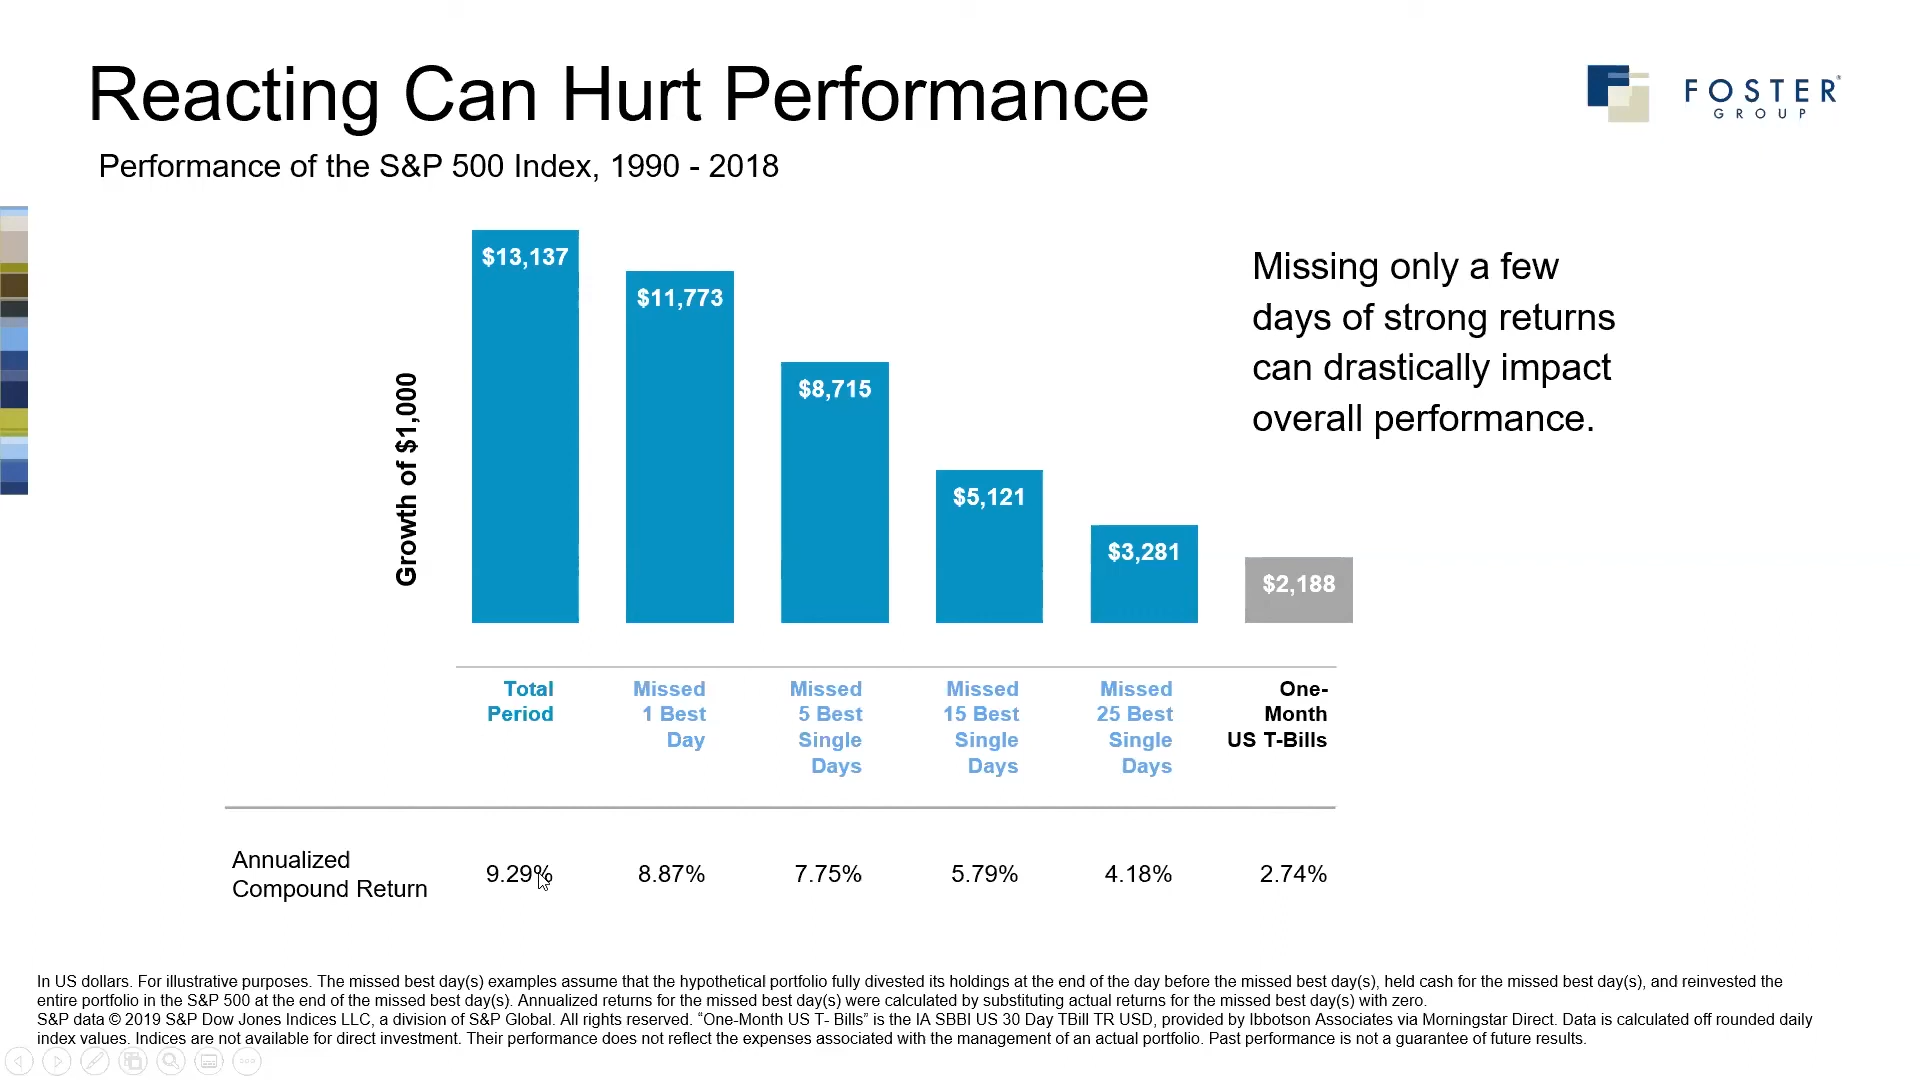 Reacting Can Hurt Performance
FOSTER®
GROUP
Performance of the S&P 500 Index, 1990 - 2018
Growth of $1,000
$13,137
$11,773
$8,715
$5,121
$3,281
$2,188
Missing only a few
days of strong returns
can drastically impact
overall performance.
Total
Period
Missed
1 Best
Day
Missed
5 Best
Single
Days
Missed
15 Best
Single
Days
Missed
25 Best
Single
Days
One-
Month
US T-Bills
Annualized
Compound Return
9.29%
8.87%
7.75%
5.79%
4.18%
2.74%
In US dollars. For illustrative purposes. The missed best day(s) examples assume that the hypothetical portfolio fully divested its holdings at the end of the day before the missed best day(s), held cash for the missed best day(s), and reinvested the
entire portfolio in the S&P 500 at the end of the missed best day(s). Annualized returns for the missed best day(s) were calculated by substituting actual returns for the missed best day(s) with zero.
S&P data © 2019 S&P Dow Jones Indices LLC, a division of S&P Global. All rights reserved. “One-Month US T- Bills” is the IA SBBI US 30 Day TBill TR USD, provided by Ibbotson Associates via Morningstar Direct. Data is calculated off rounded daily
index values. Indices are not available for direct investment. Their performance does not reflect the expenses associated with the management of an actual portfolio. Past performance is not a guarantee of future results.